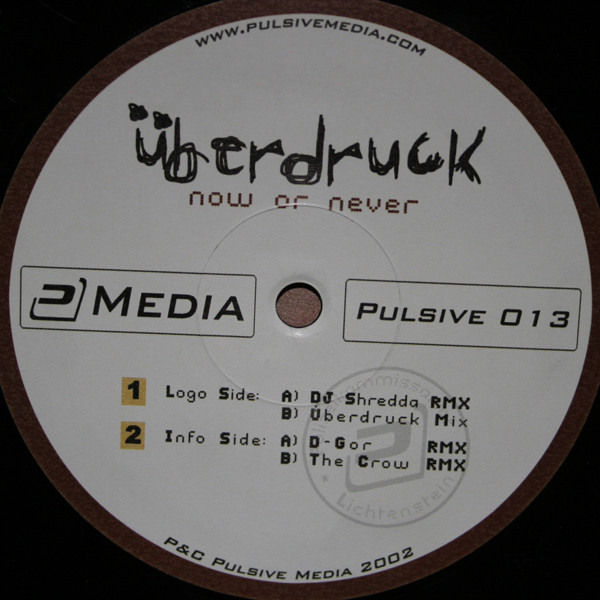 www.pulsivemedia.com
überdruck
now or never
Media
Pulsive 013
1 Logo Side: A) DJ Shredda RMX
B) Überdruck Mix
2 Info Side: A) D-Gor RMX
B) The Crow RMX
Lichtenstein
P&C Pulsive Media 2002